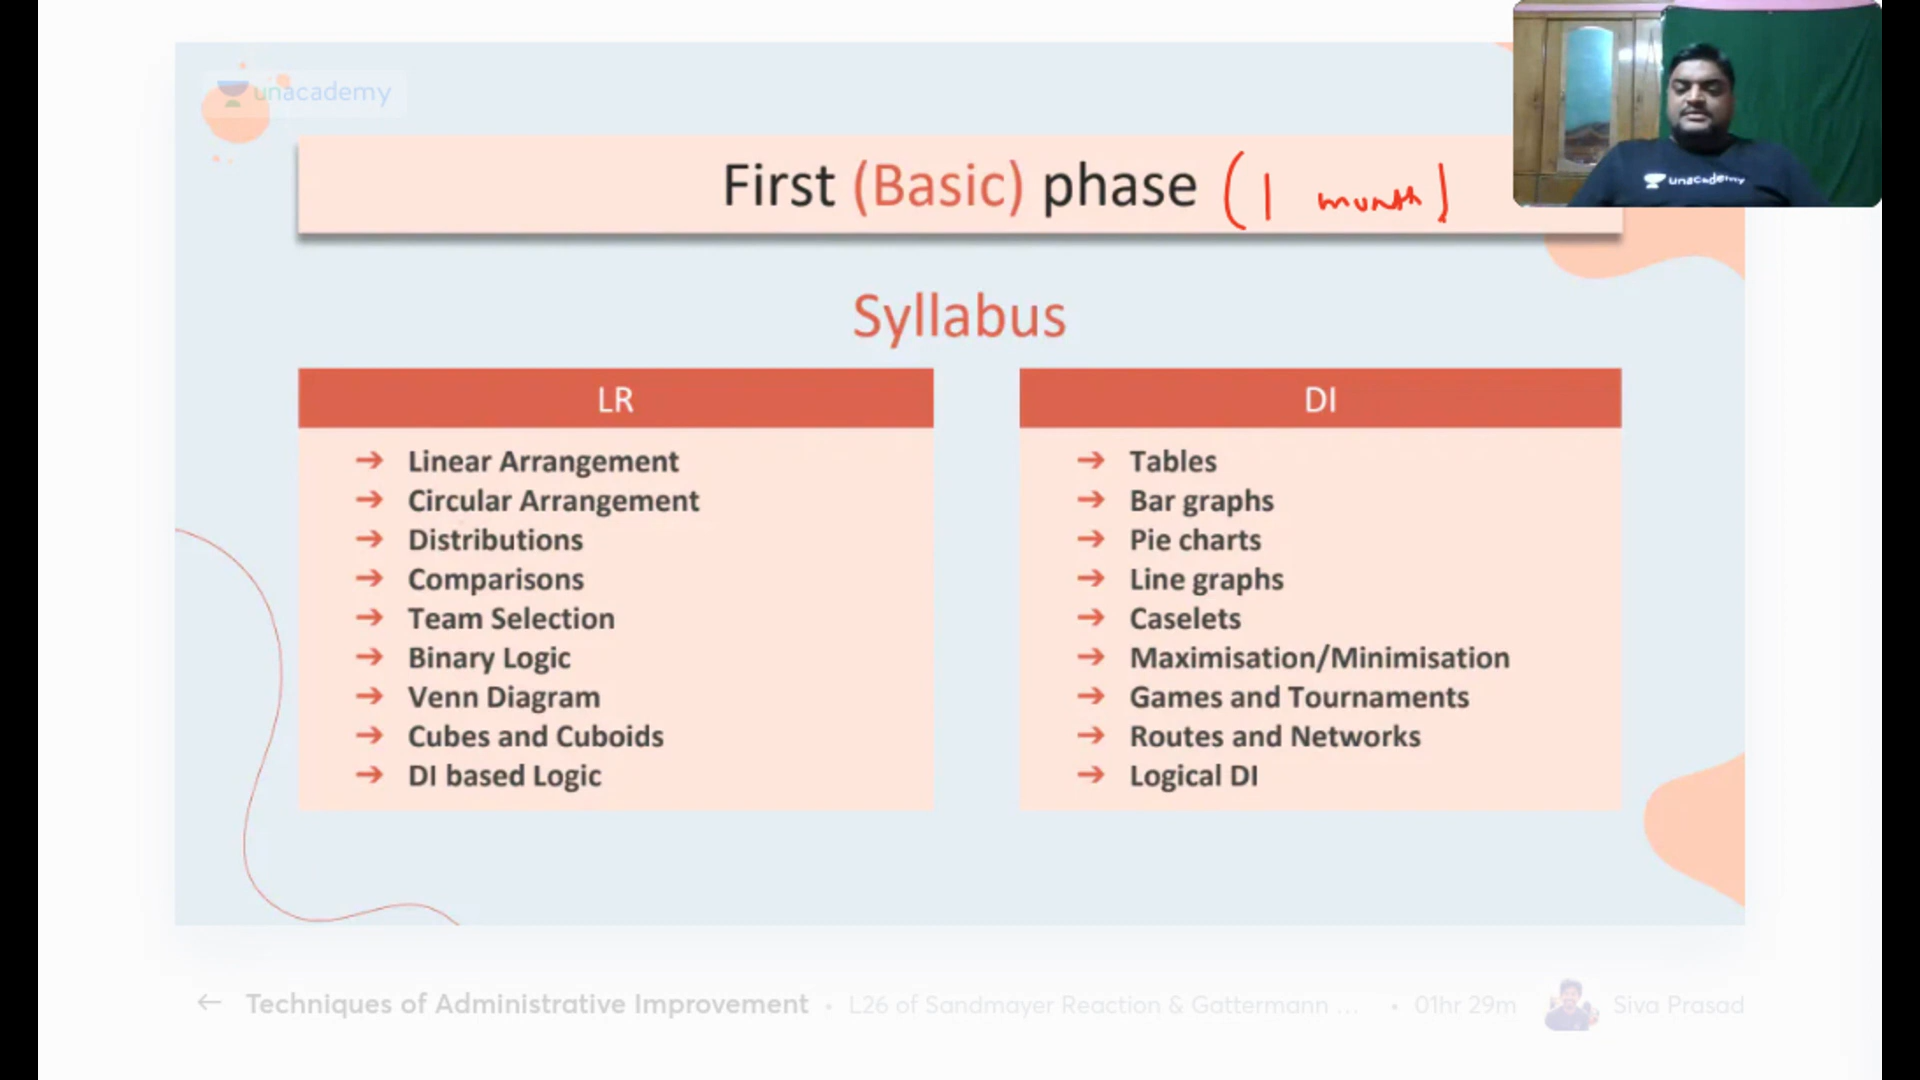 unacademy
First (Basic) phase (1 month)
unacademy
Syllabus
LR
→ Linear Arrangement
→ Circular Arrangement
→ Distributions
→ Comparisons
→ Team Selection
→ Binary Logic
→ Venn Diagram
→ Cubes and Cuboids
→ DI based Logic
DI
→ Tables
→ Bar graphs
→ Pie charts
→ Line graphs
→ Caselets
→ Maximisation/Minimisation
→ Games and Tournaments
→ Routes and Networks
→ Logical DI
← Techniques of Administrative Improvement • L26 of Sandmayer Reaction & Gattermann ... • 01hr 29m Siva Prasad